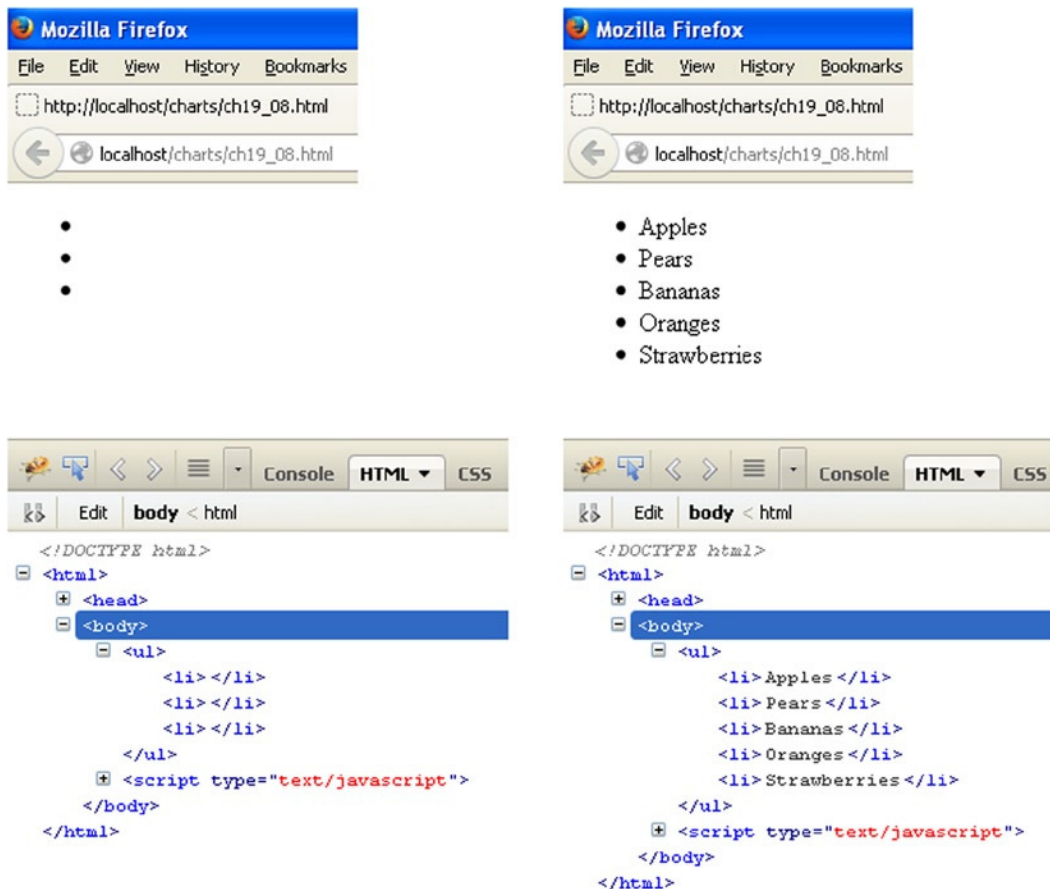 Mozilla Firefox
File Edit View History Bookmarks
http://localhost/charts/ch19_08.html
localhost/charts/ch19_08.html
Mozilla Firefox
File Edit View History Bookmarks
http://localhost/charts/ch19_08.html
localhost/charts/ch19_08.html
• Apples
• Pears
• Bananas
• Oranges
• Strawberries
Console HTML CSS
Edit body < html
<!DOCTYPE html>
<html>
<head>
<body>
<ul>
<li> </li>
<li> </li>
<li> </li>
</ul>
<script type="text/javascript">
</body>
</html>
Console HTML CSS
Edit body < html
<!DOCTYPE html>
<html>
<head>
<body>
<ul>
<li>Apples</li>
<li>Pears</li>
<li>Bananas</li>
<li>Oranges</li>
<li>Strawberries</li>
</ul>
<script type="text/javascript">
</body>
</html>